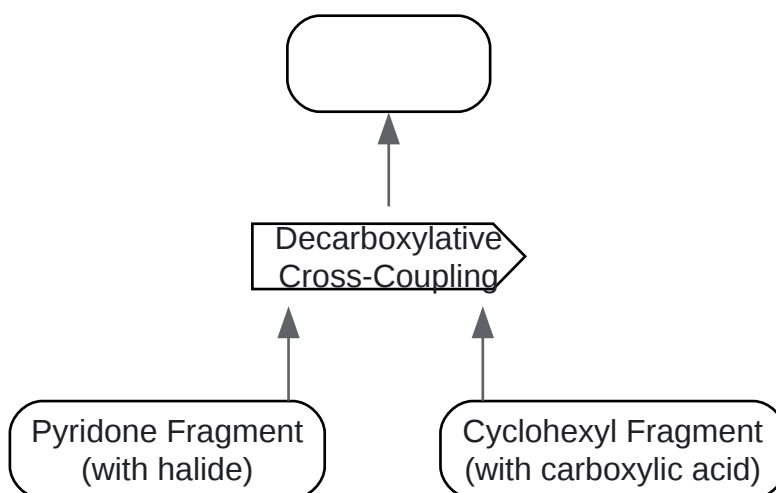 Decarboxylative
Cross-Coupling
Pyridone Fragment
(with halide)
Cyclohexyl Fragment
(with carboxylic acid)